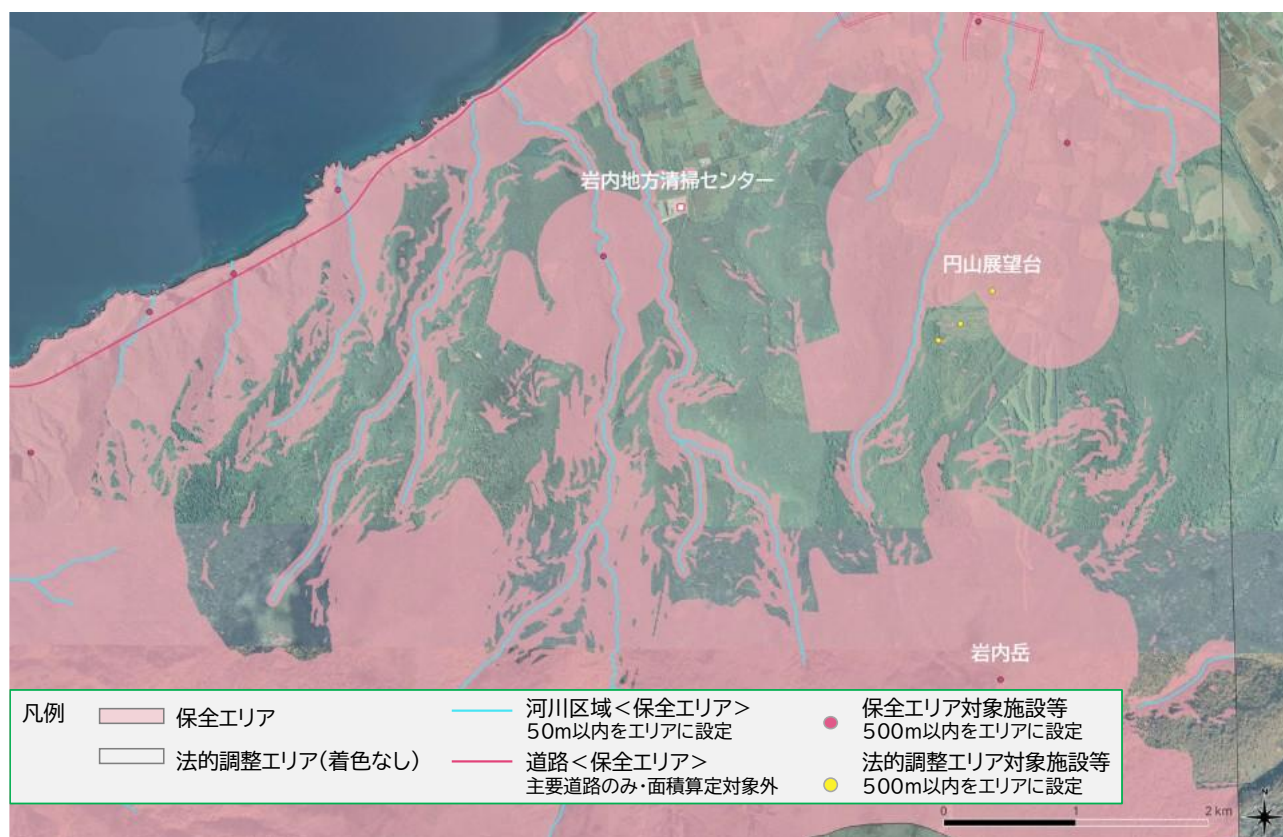 岩内地方清掃センター
円山展望台
岩内岳
凡例
保全エリア
法的調整エリア(着色なし)
河川区域<保全エリア>
50m以内をエリアに設定
道路<保全エリア>
主要道路のみ・面積算定対象外
保全エリア対象施設等
500m以内をエリアに設定
法的調整エリア対象施設等
500m以内をエリアに設定
0 1 2 km
N